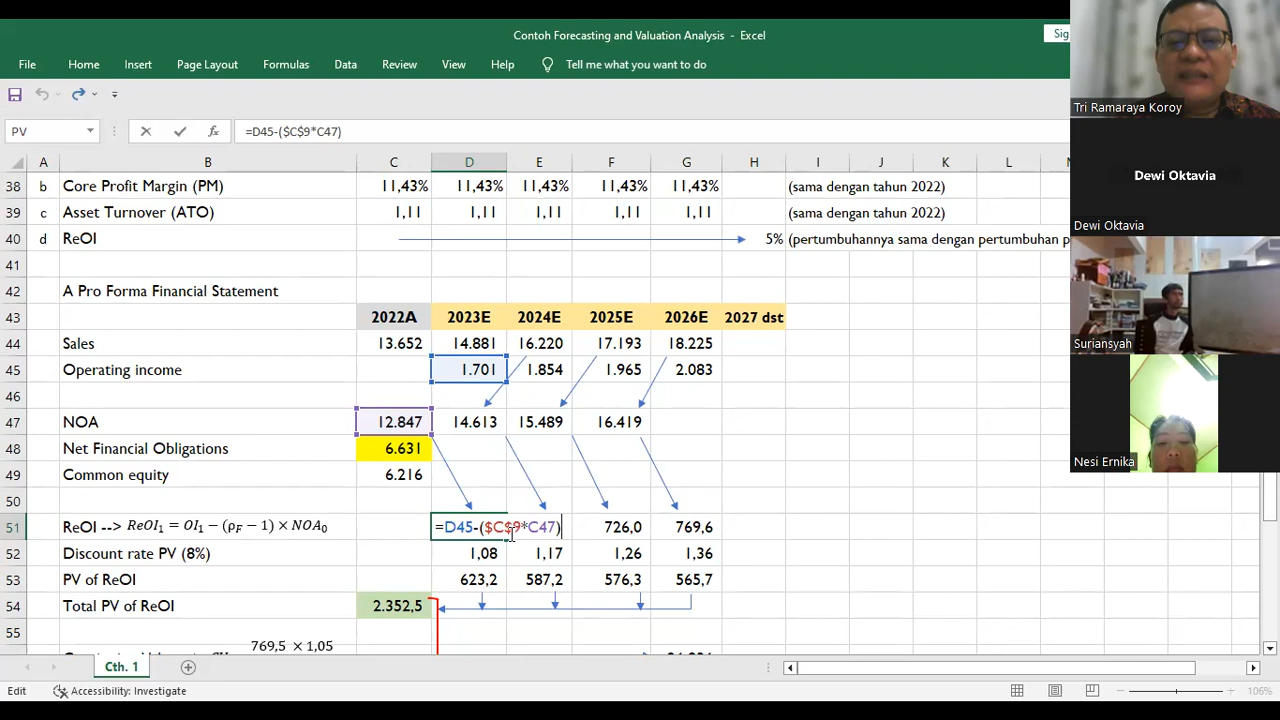 Contoh Forecasting and Valuation Analysis - Excel
File Home Insert Page Layout Formulas Data Review View Help Tell me what you want to do
PV =D45-($C$9*C47)
A B C D E F G H I J K L
38 b Core Profit Margin (PM) 11,43% 11,43% 11,43% 11,43% 11,43% (sama dengan tahun 2022)
39 c Asset Turnover (ATO) 1,11 1,11 1,11 1,11 1,11 (sama dengan tahun 2022)
40 d ReOI 5% (pertumbuhannya sama dengan pertumbuhan
41
42 A Pro Forma Financial Statement
43 2022A 2023E 2024E 2025E 2026E 2027 dst
44 Sales 13.652 14.881 16.220 17.193 18.225
45 Operating income 1.701 1.854 1.965 2.083
46
47 NOA 12.847 14.613 15.489 16.419
48 Net Financial Obligations 6.631
49 Common equity 6.216
50
51 ReOI --> ReOI₁ = OI₁ − (ρF − 1) × NOA₀ =D45-($C$9*C47) 726,0 769,6
52 Discount rate PV (8%) 1,08 1,17 1,26 1,36
53 PV of ReOI 623,2 587,2 576,3 565,7
54 Total PV of ReOI 2.352,5
55
769,5 × 1,05
Cth. 1
Edit Accessibility: Investigate 106%
Tri Ramaraya Koroy
Dewi Oktavia
Dewi Oktavia
Suriansyah
Nesi Ernika